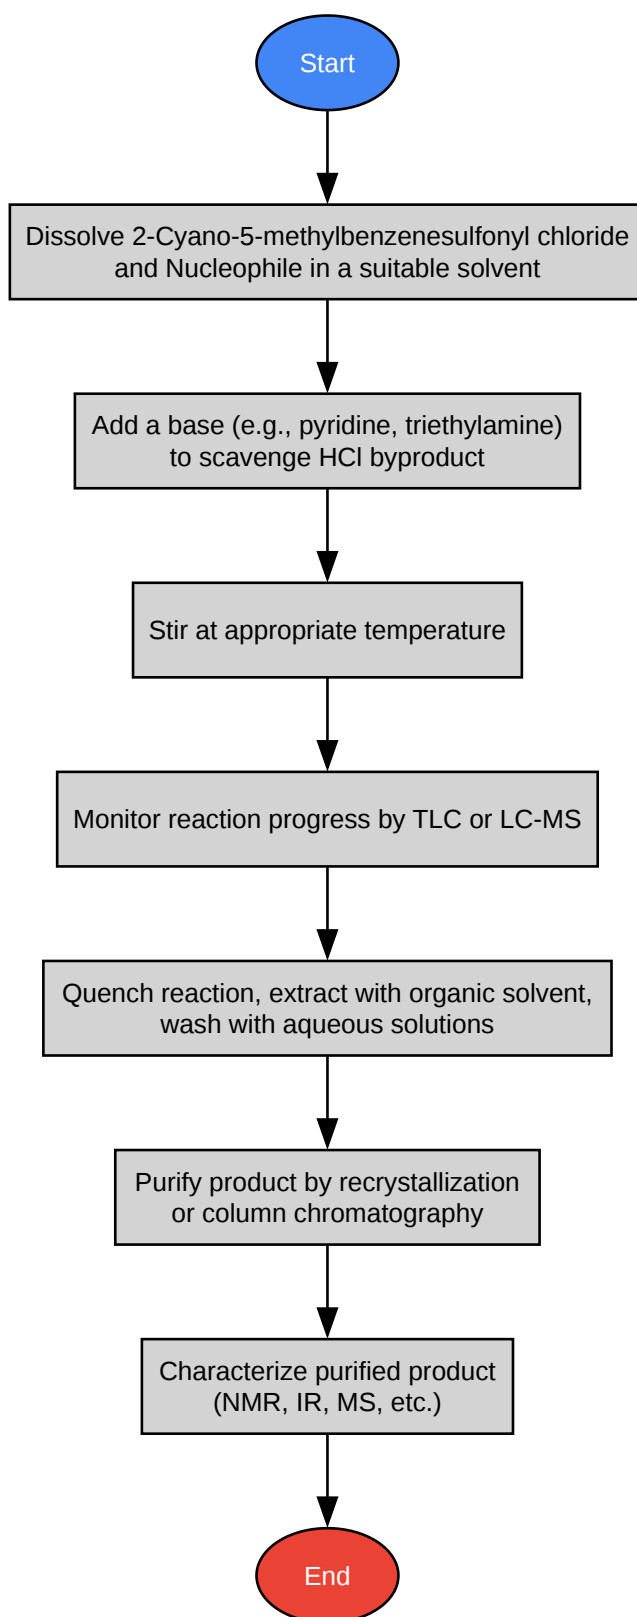 Start
Dissolve 2-Cyano-5-methylbenzenesulfonyl chloride
and Nucleophile in a suitable solvent
Add a base (e.g., pyridine, triethylamine)
to scavenge HCl byproduct
Stir at appropriate temperature
Monitor reaction progress by TLC or LC-MS
Quench reaction, extract with organic solvent,
wash with aqueous solutions
Purify product by recrystallization
or column chromatography
Characterize purified product
(NMR, IR, MS, etc.)
End